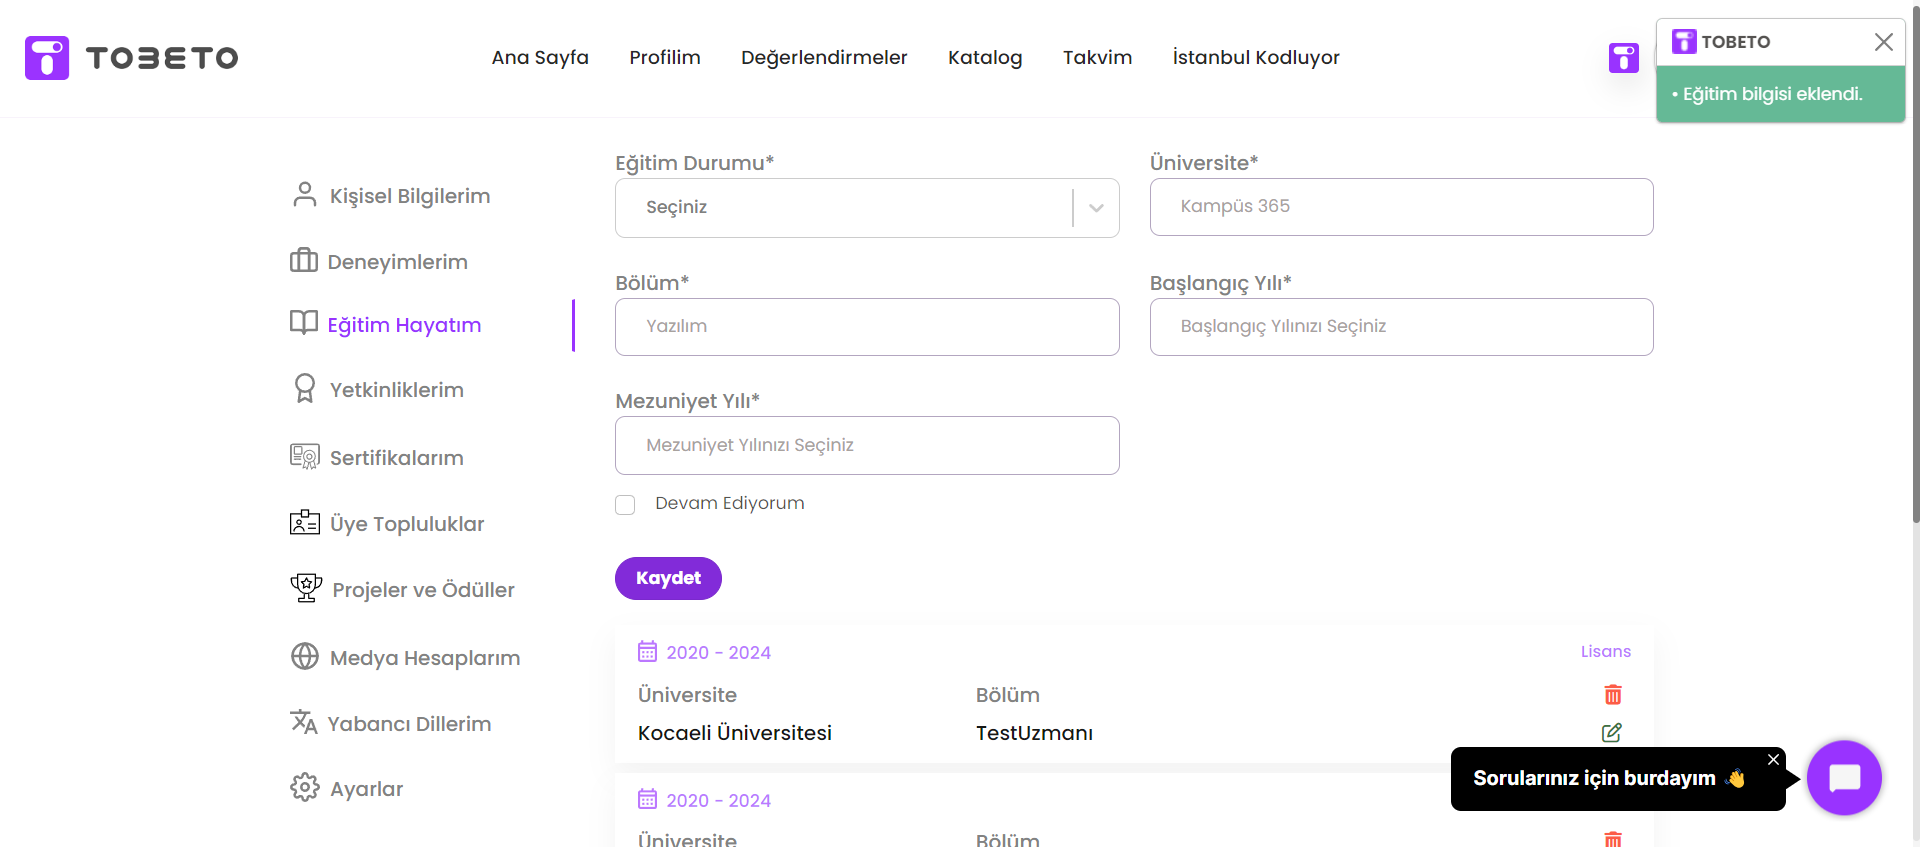 TOBETO
Ana Sayfa
Profilim
Değerlendirmeler
Katalog
Takvim
İstanbul Kodluyor
TOBETO
• Eğitim bilgisi eklendi.
Kişisel Bilgilerim
Deneyimlerim
Eğitim Hayatım
Yetkinliklerim
Sertifikalarım
Üye Topluluklar
Projeler ve Ödüller
Medya Hesaplarım
Yabancı Dillerim
Ayarlar
Eğitim Durumu*
Seçiniz
Üniversite*
Kampüs 365
Bölüm*
Yazılım
Başlangıç Yılı*
Başlangıç Yılınızı Seçiniz
Mezuniyet Yılı*
Mezuniyet Yılınızı Seçiniz
Devam Ediyorum
Kaydet
2020 - 2024
Lisans
Üniversite
Bölüm
Kocaeli Üniversitesi
TestUzmanı
2020 - 2024
Üniversite
Bölüm
Sorularınız için burdayım 👋